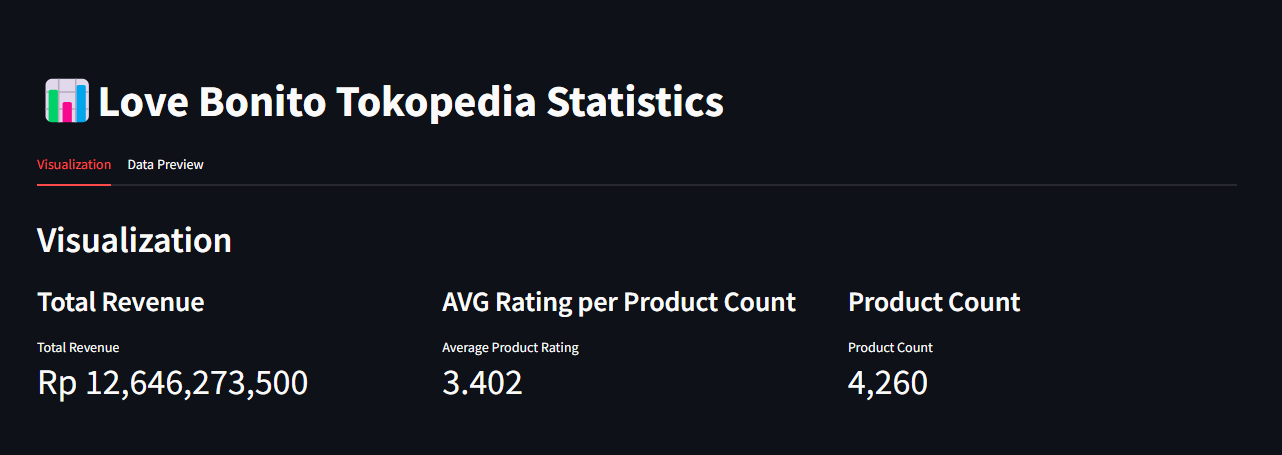 Love Bonito Tokopedia Statistics
Visualization Data Preview
Visualization
Total Revenue AVG Rating per Product Count Product Count
Total Revenue Average Product Rating Product Count
Rp 12,646,273,500 3.402 4,260